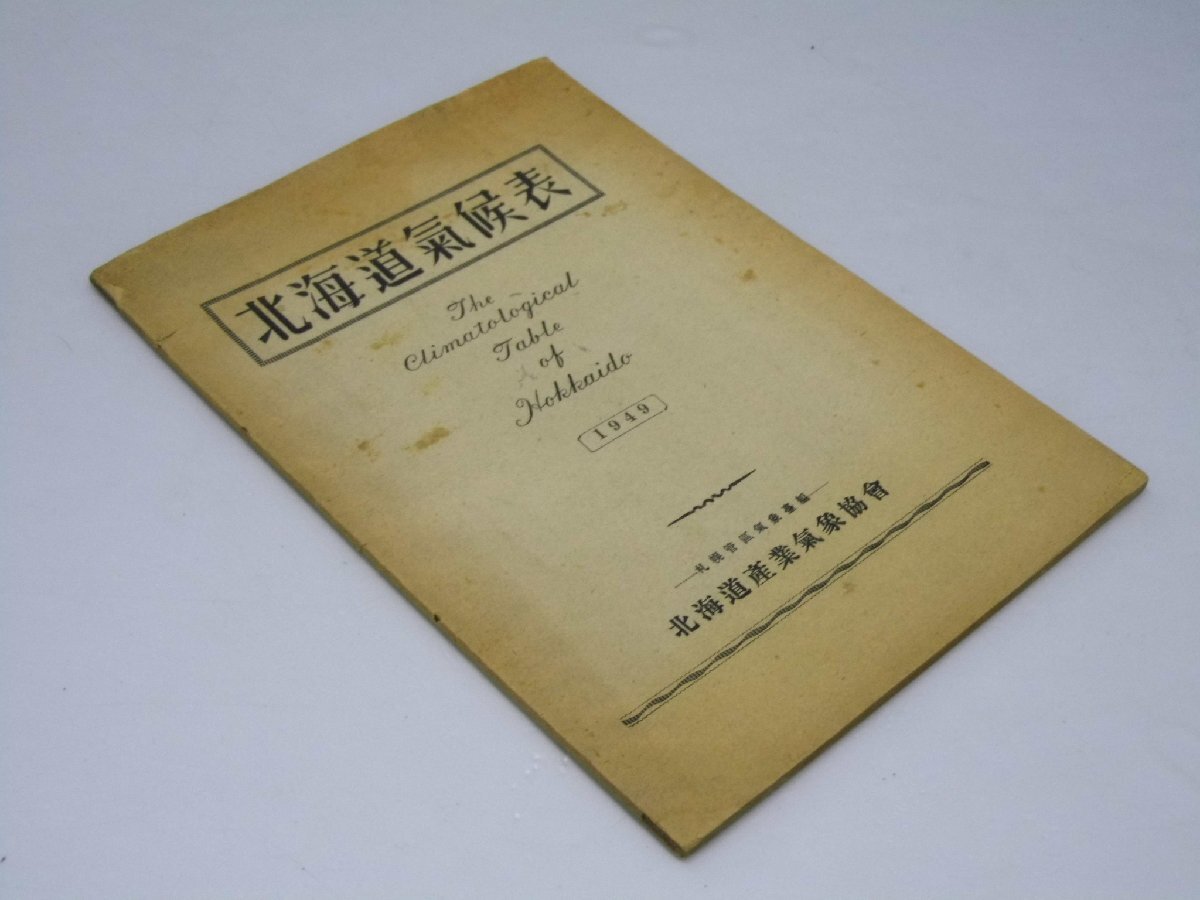 北海道氣候表
The
Climatological
Table
of
Hokkaido
1949
札幌管區氣象臺編
北海道產業氣象協會